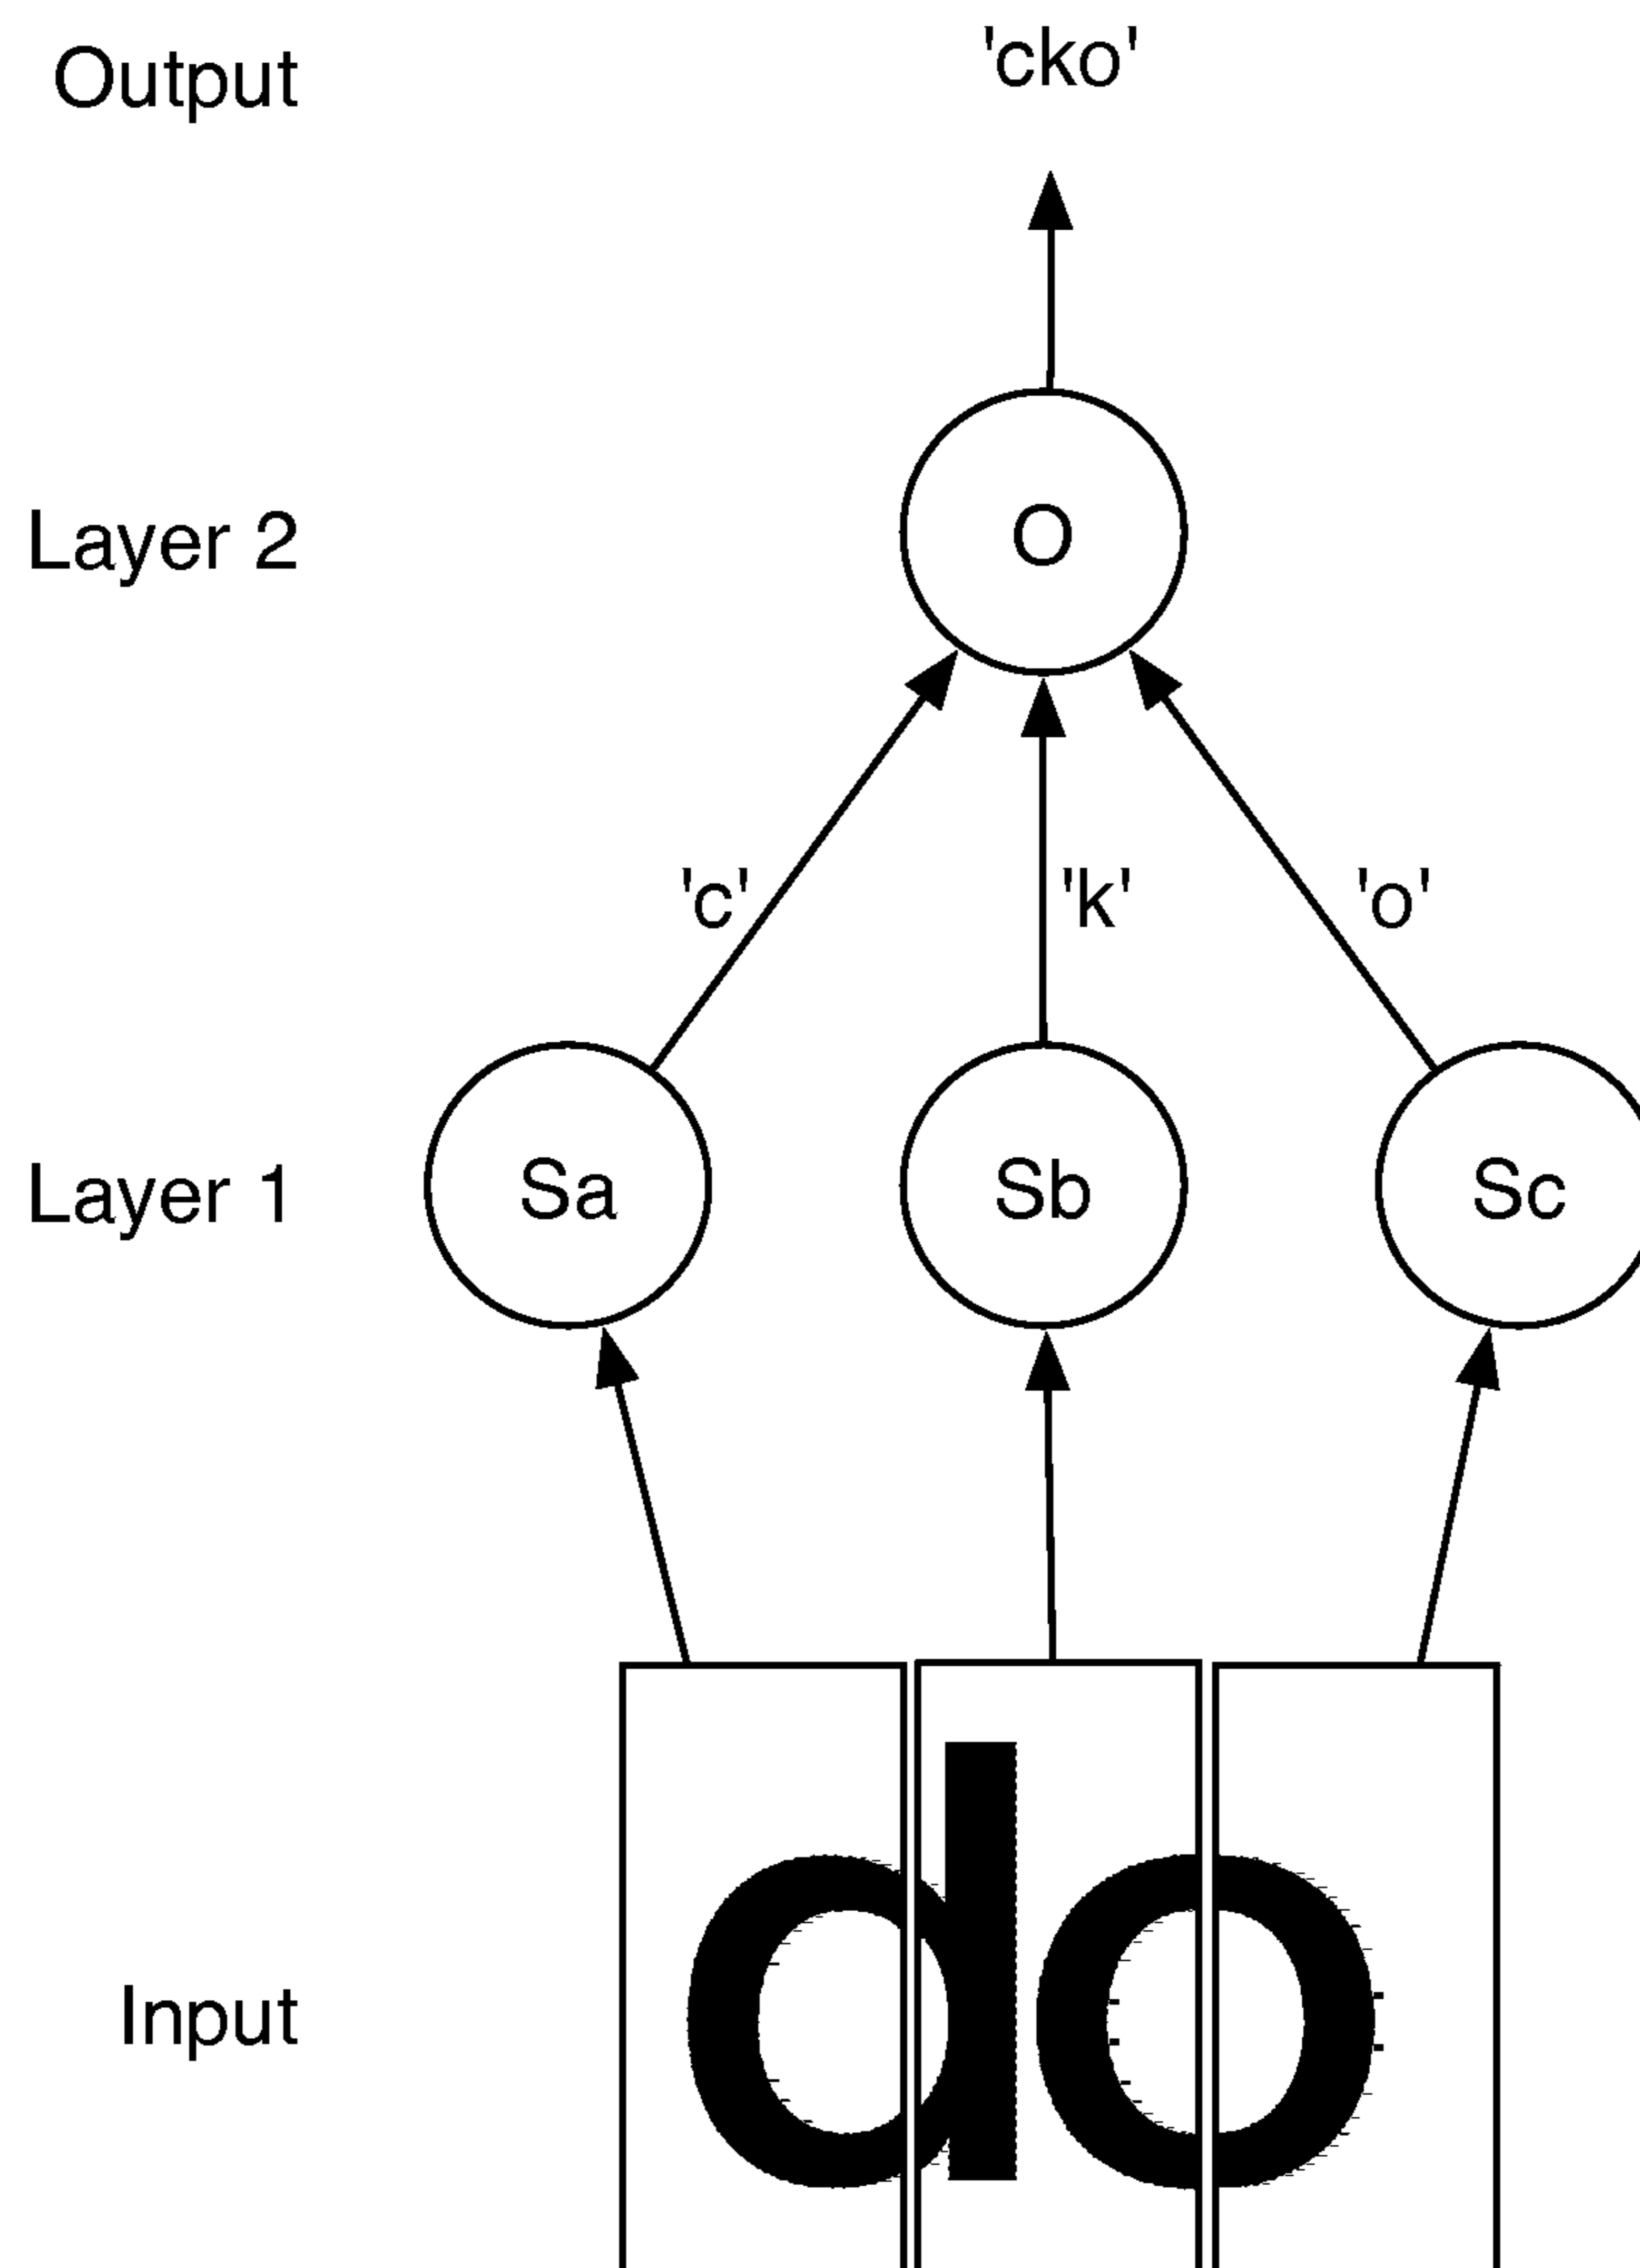 Output 'cko'
Layer 2 O
'c' 'k' 'o'
Layer 1 Sa Sb Sc
Input do